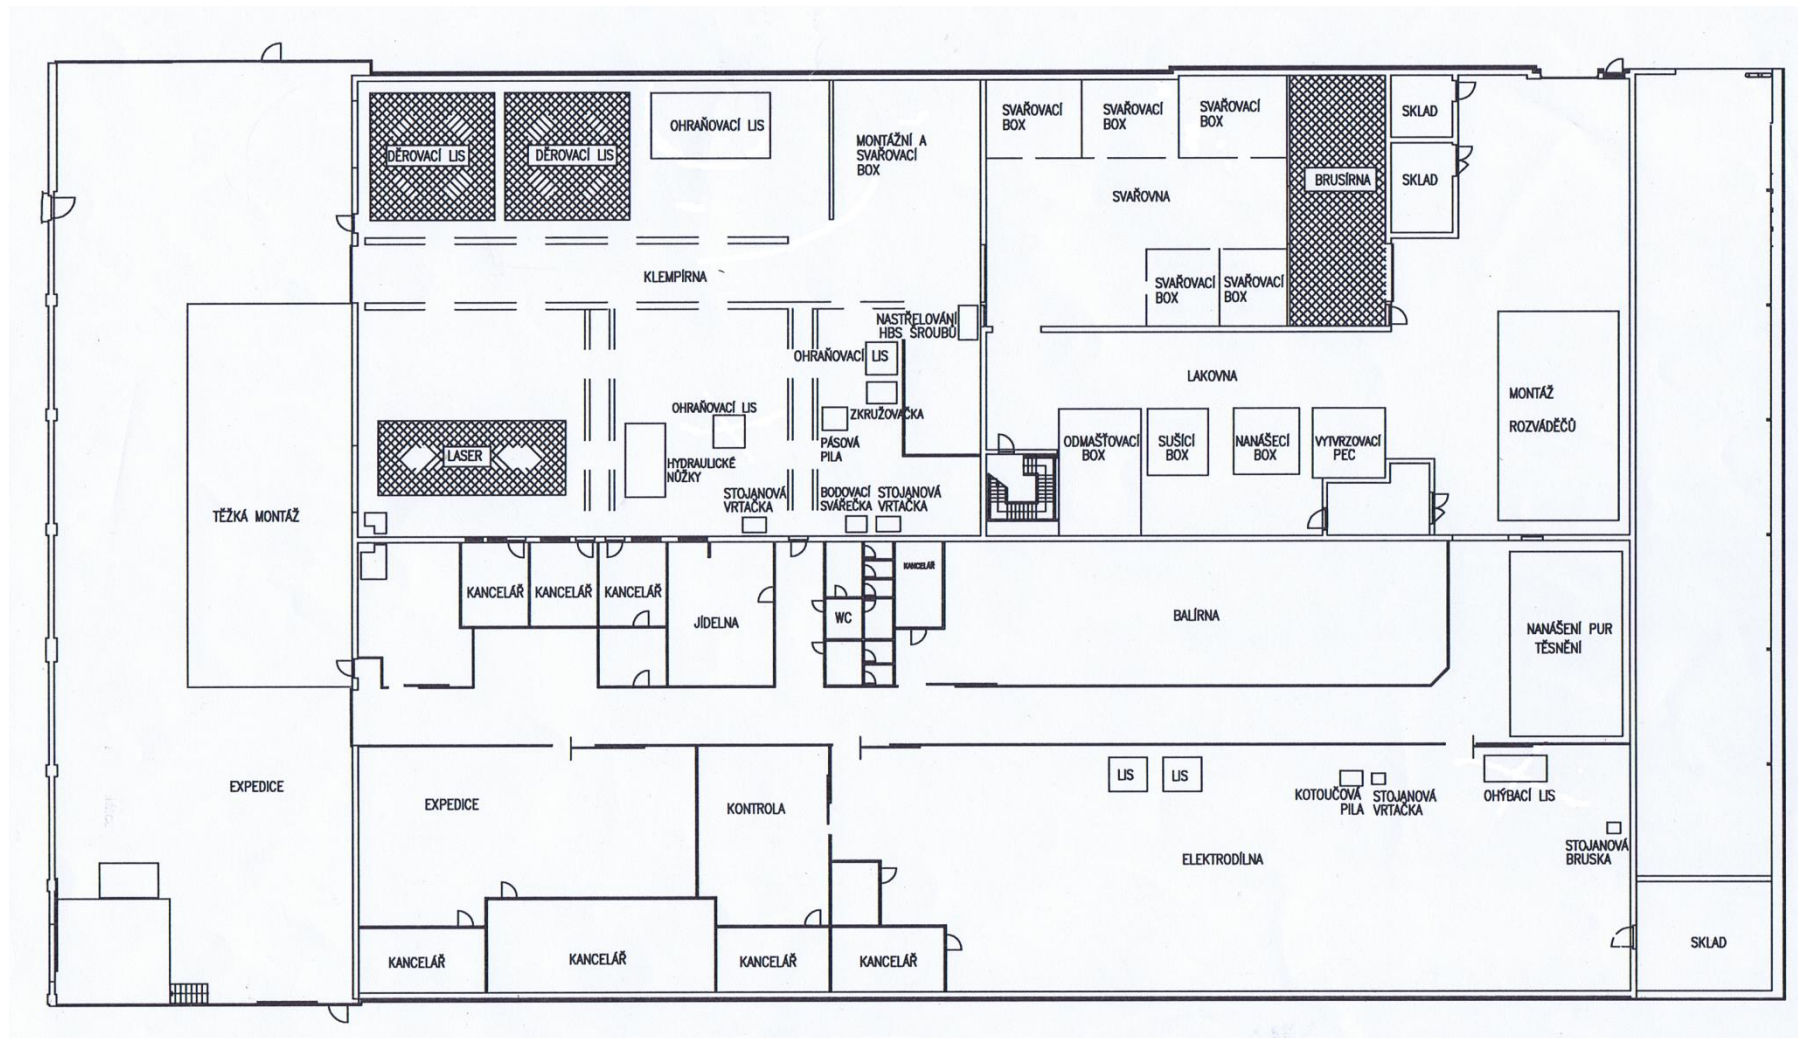 DĚROVACÍ LIS
DĚROVACÍ LIS
OHRAŇOVACÍ LIS
MONTÁŽNÍ A
SVAŘOVACÍ
BOX
SVAŘOVACÍ
BOX
SVAŘOVACÍ
BOX
SVAŘOVACÍ
BOX
BRUSÍRNA
SKLAD
SKLAD
SVAŘOVNA
KLEMPÍRNA
SVAŘOVACÍ
BOX
SVAŘOVACÍ
BOX
NASTŘELOVÁNÍ
HBS ŠROUBŮ
OHRAŇOVACÍ LIS
ZKRUŽOVAČKA
LAKOVNA
MONTÁŽ
ROZVÁDĚČŮ
OHRAŇOVACÍ LIS
PÁSOVÁ
PILA
LASER
HYDRAULICKÉ
NŮŽKY
ODMAŠŤOVACÍ
BOX
SUŠÍCÍ
BOX
NANÁŠECÍ
BOX
VYTVRZOVACÍ
PEC
STOJANOVÁ
VRTAČKA
BODOVACÍ
SVÁŘEČKA
STOJANOVÁ
VRTAČKA
TĚŽKÁ MONTÁŽ
KANCELÁŘ
KANCELÁŘ
KANCELÁŘ
JÍDELNA
WC
KANCELÁŘ
BALÍRNA
NANÁŠENÍ PUR
TĚSNĚNÍ
EXPEDICE
EXPEDICE
KONTROLA
LIS
LIS
KOTOUČOVÁ
PILA
STOJANOVÁ
VRTAČKA
OHÝBACÍ LIS
STOJANOVÁ
BRUSKA
ELEKTRODÍLNA
KANCELÁŘ
KANCELÁŘ
KANCELÁŘ
KANCELÁŘ
SKLAD